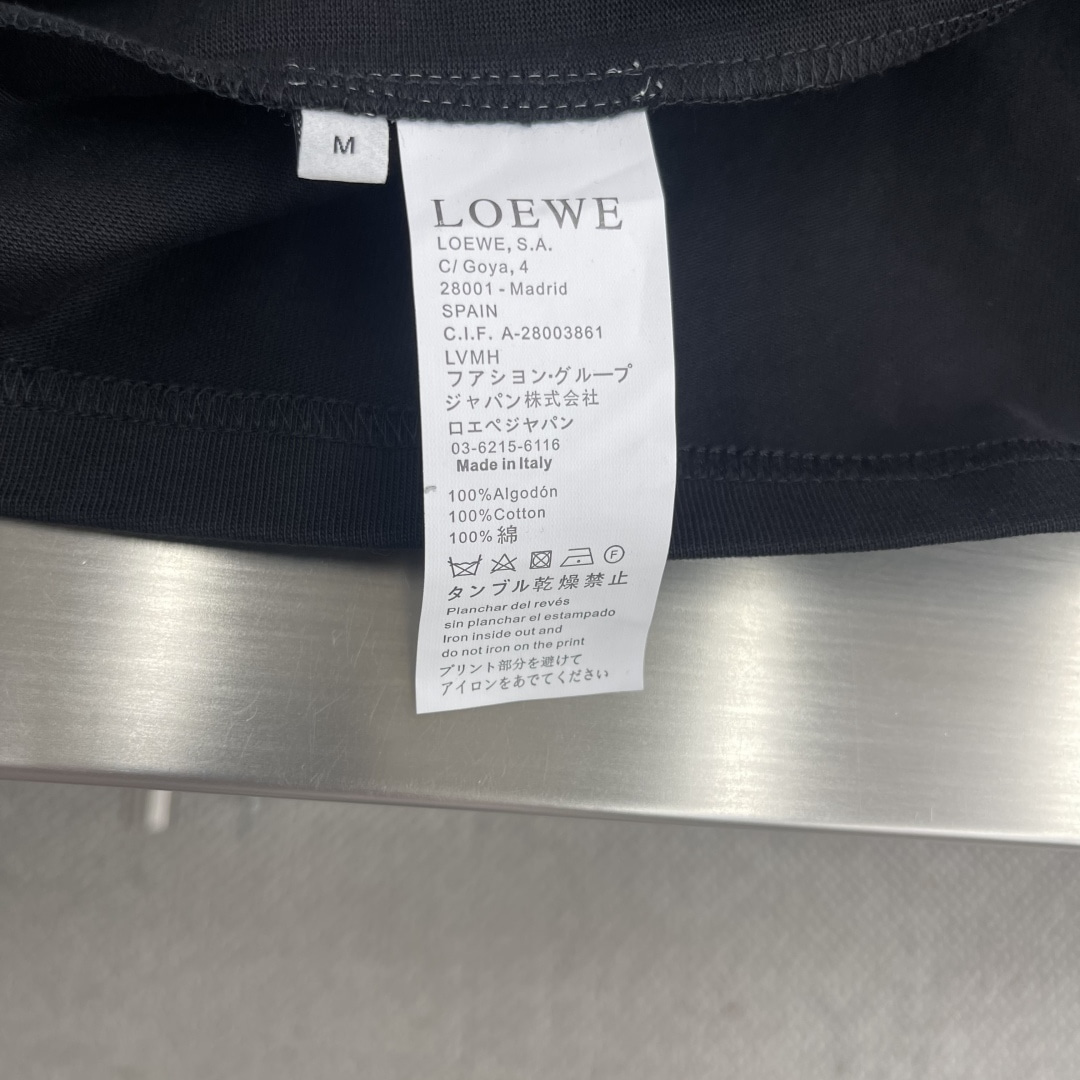 M
LOEWE
LOEWE, S.A.
C/ Goya, 4
28001 - Madrid
SPAIN
C.I.F. A-28003861
LVMH
フアシヨン・グループ
ジャパン株式会社
ロエベジヤパン
03-6215-6116
Made in Italy
100%Algodón
100%Cotton
100% 綿
F
タンブル乾燥禁止
Planchar del revés
sin planchar el estampado
Iron inside out and
do not iron on the print
プリント部分を避けて
アイロンをあでてください